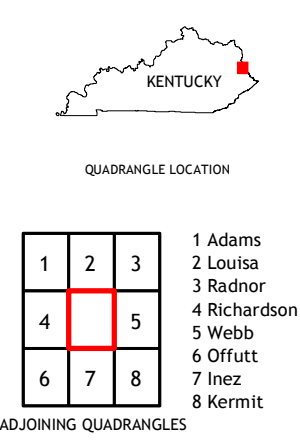 KENTUCKY
QUADRANGLE LOCATION
1 2 3
4 5
6 7 8
1 Adams
2 Louisa
3 Radnor
4 Richardson
5 Webb
6 Offutt
7 Inez
8 Kermit
ADJOINING QUADRANGLES